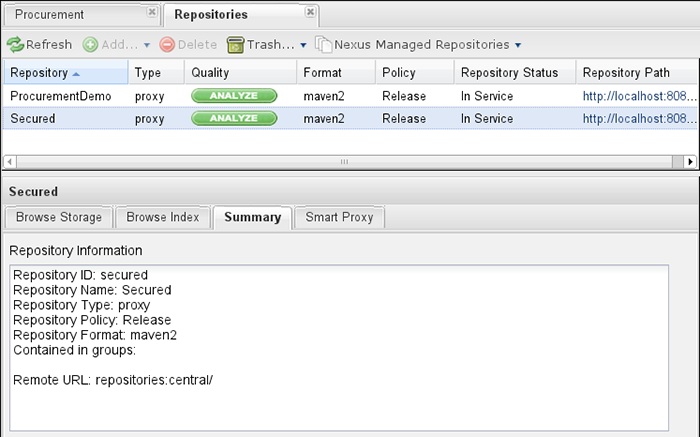 Procurement
Repositories
Refresh Add... Delete Trash... Nexus Managed Repositories
Repository Type Quality Format Policy Repository Status Repository Path
ProcurementDemo proxy ANALYZE maven2 Release In Service http://localhost:808...
Secured proxy ANALYZE maven2 Release In Service http://localhost:808...
Secured
Browse Storage Browse Index Summary Smart Proxy
Repository Information
Repository ID: secured
Repository Name: Secured
Repository Type: proxy
Repository Policy: Release
Repository Format: maven2
Contained in groups:
Remote URL: repositories:central/